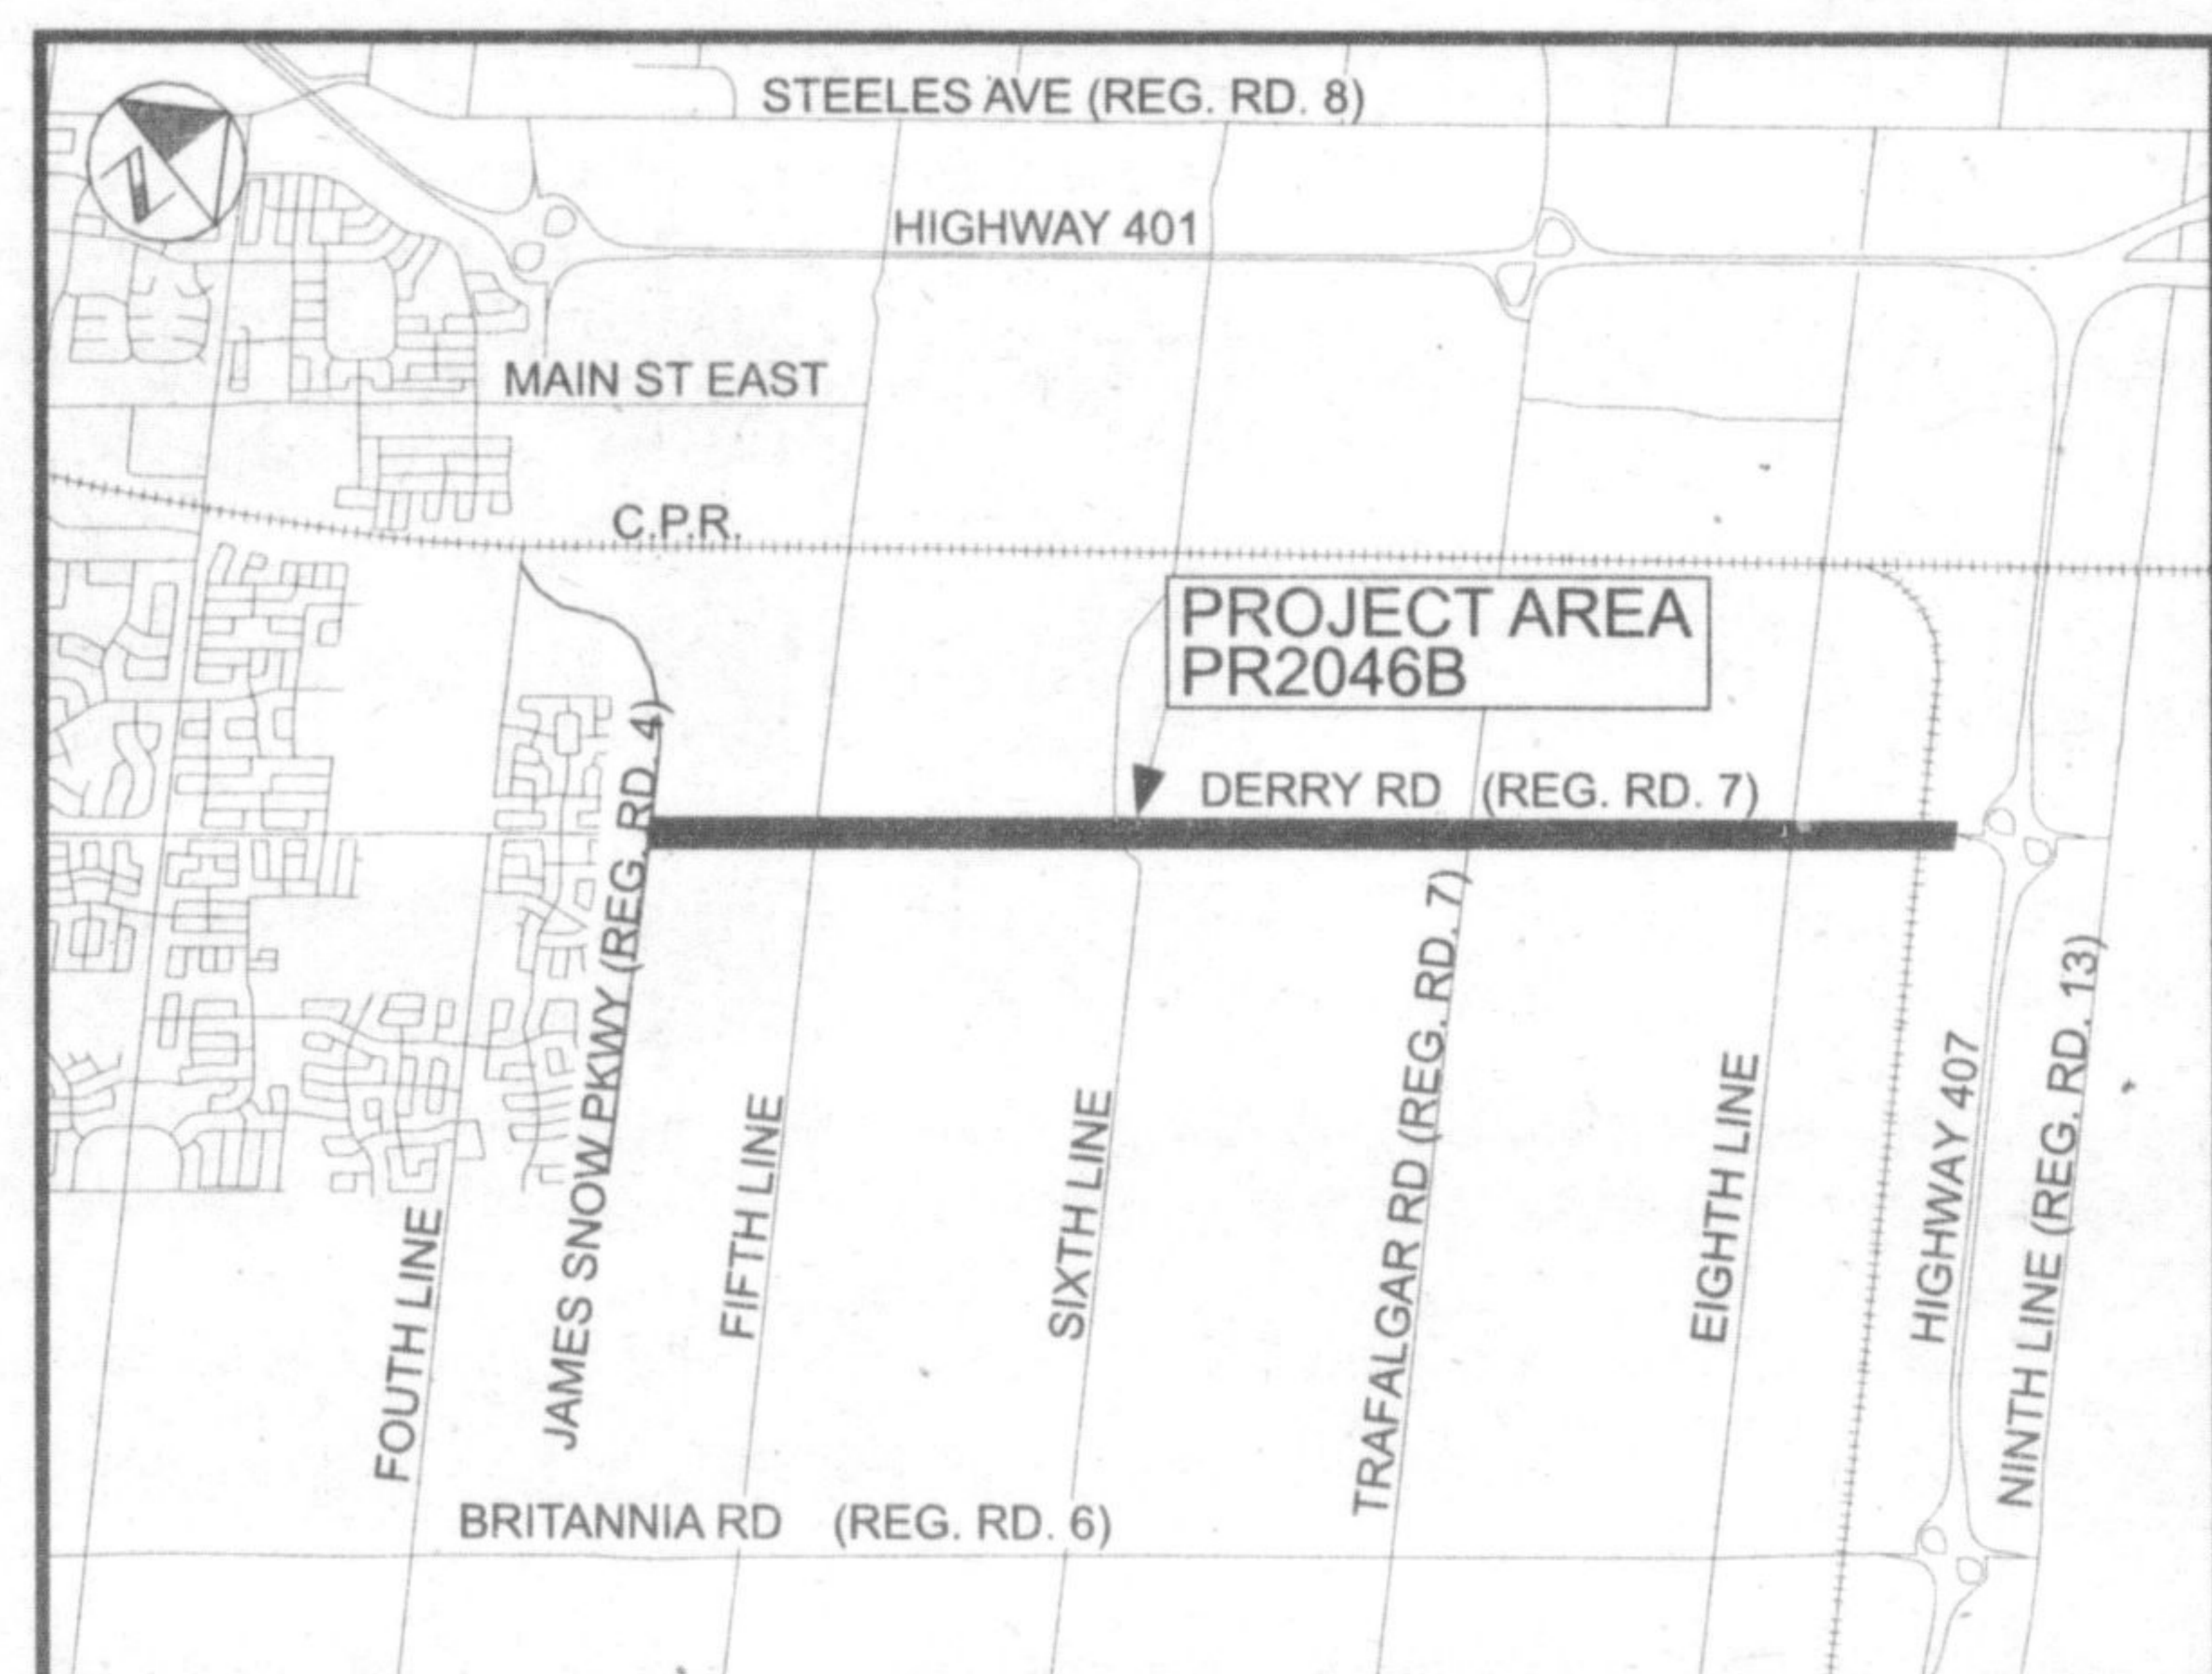 STEELES AVE (REG. RD. 8)
N
HIGHWAY 401
MAIN ST EAST
C.P.R.
PROJECT AREA
PR2046B
DERRY RD (REG. RD. 7)
JAMES SNOW PKWY (REG. RD. 4)
FOUTH LINE
FIFTH LINE
SIXTH LINE
TRAFALGAR RD (REG. RD. 7)
EIGHTH LINE
HIGHWAY 407
NINTH LINE (REG. RD. 13)
BRITANNIA RD (REG. RD. 6)